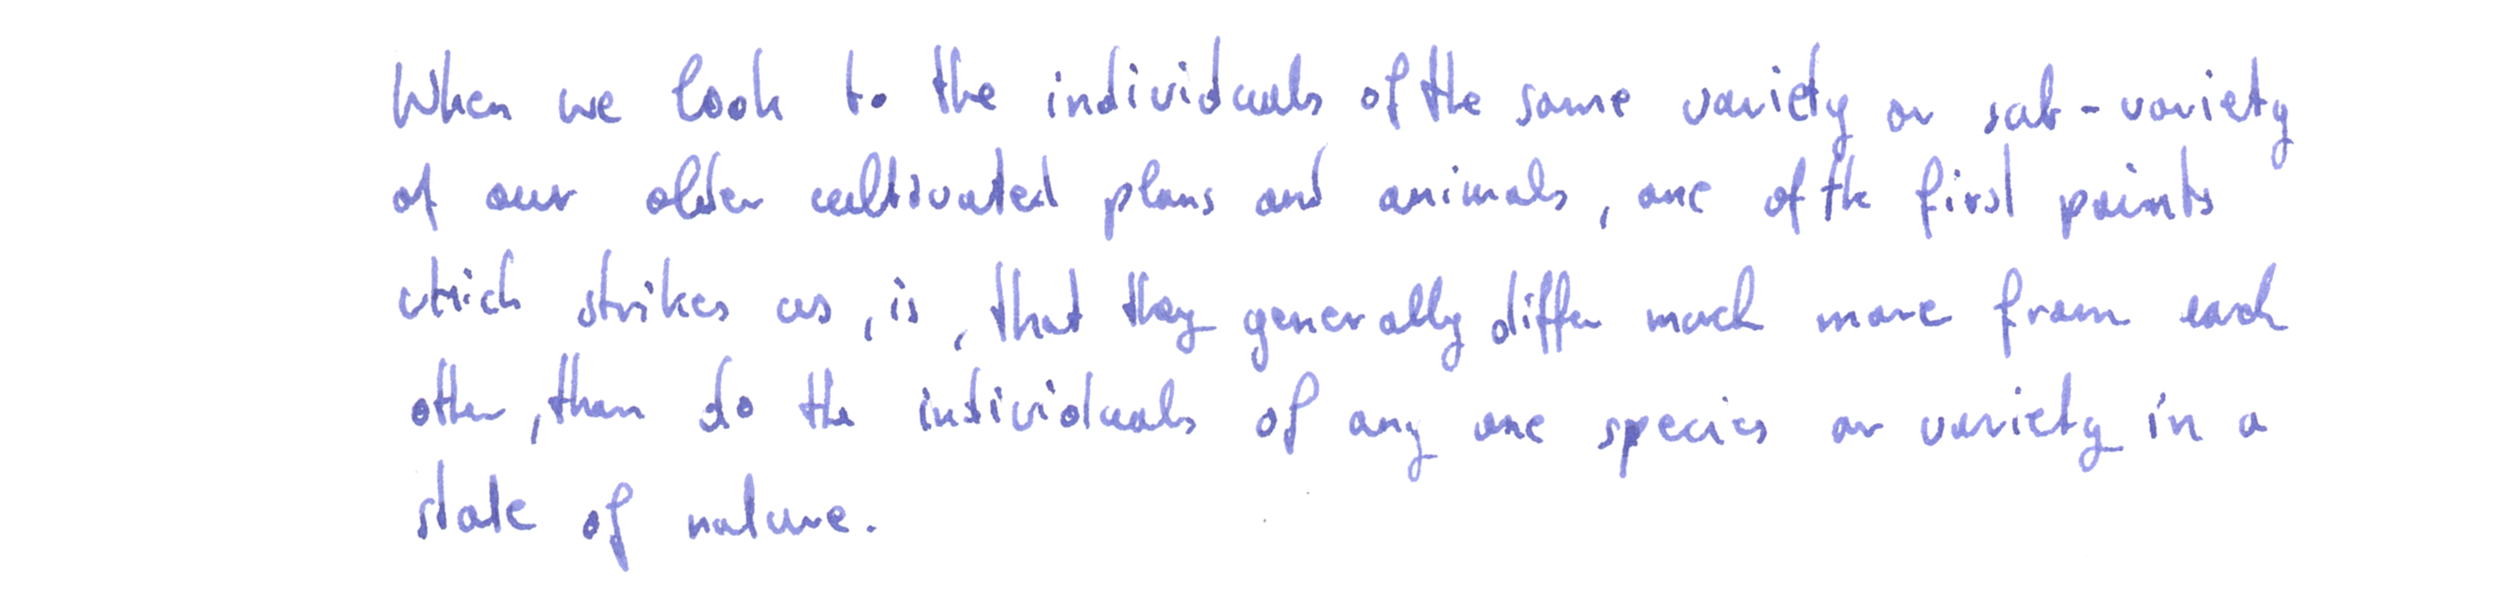 When we look to the individuals of the same variety or sub-variety
of our older cultivated plans and animals, one of the first points
which strikes us, is, that they generally differ much more from each
other, than do the individuals of any one species or variety in a
state of nature.